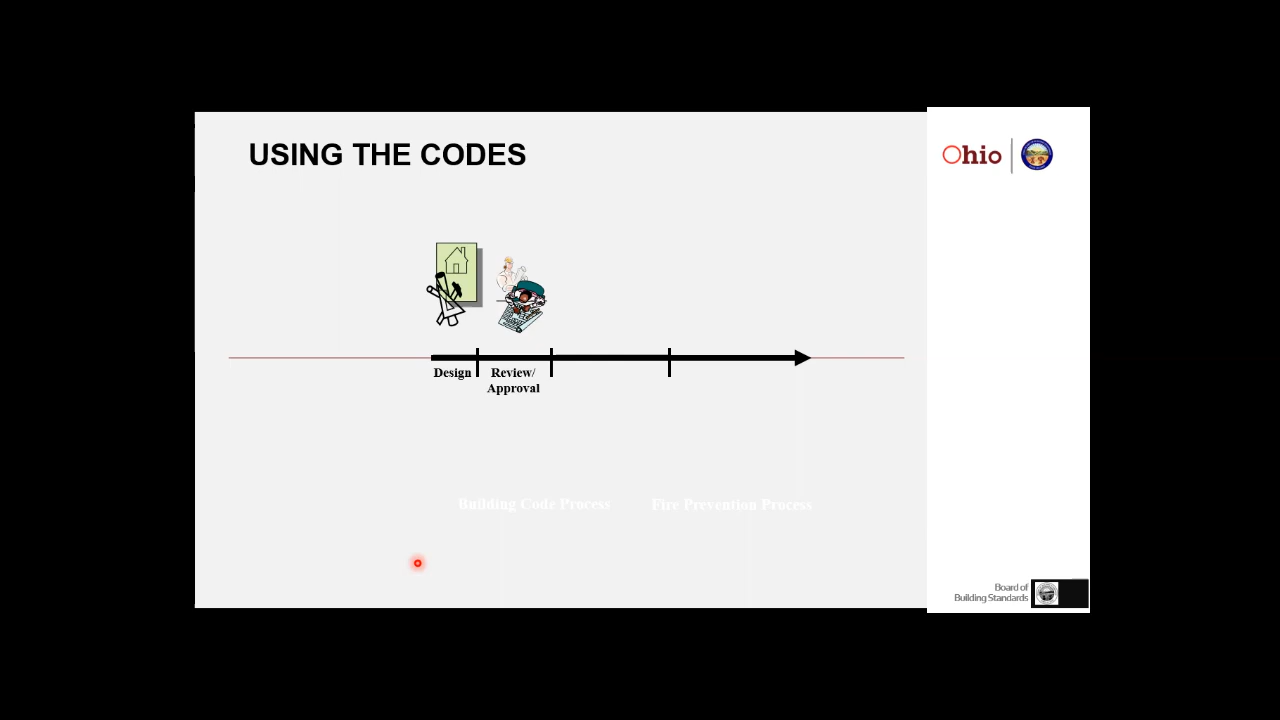 USING THE CODES
Ohio
Design
Review/
Approval
Building Code Process
Fire Prevention Process
Board of
Building Standards